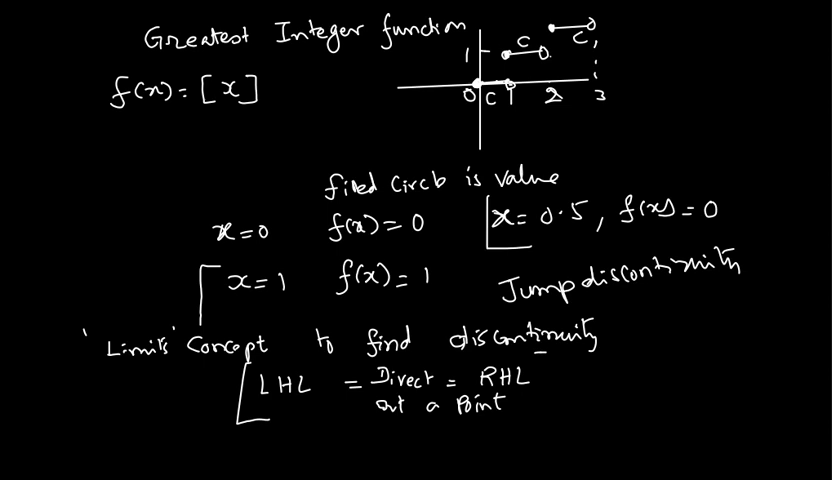 Greatest Integer function
f(x) = [x]
1 C C
0 C 1 2 3
filled circle is value
x=0 f(x)=0 x=0.5, f(x)=0
x=1 f(x)=1 Jump discontinuity
'Limits' Concept to find discontinuity
LHL = Direct = RHL
at a point